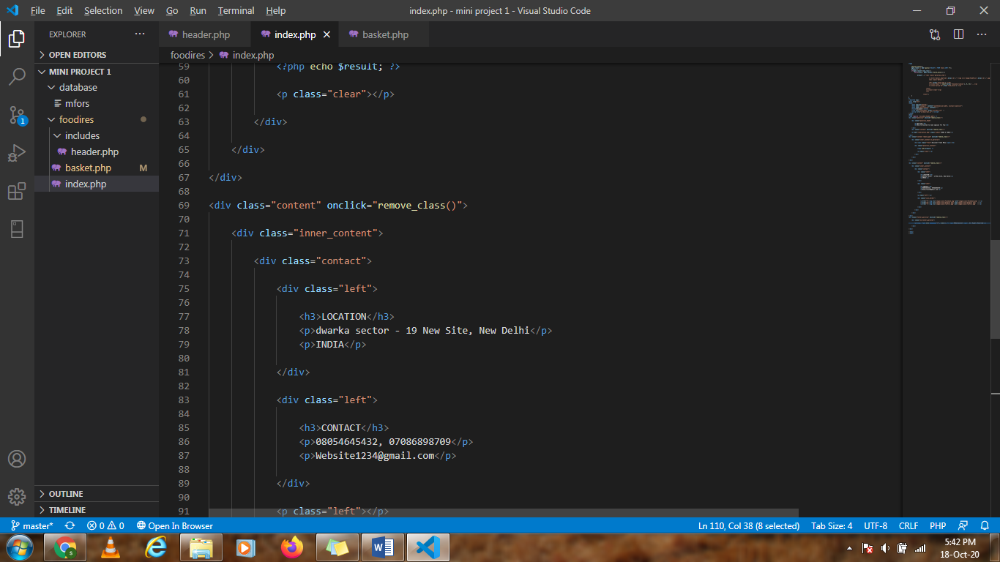 File Edit Selection View Go Run Terminal Help index.php - mini project 1 - Visual Studio Code
EXPLORER ··· header.php index.php basket.php
OPEN EDITORS
foodires > index.php
MINI PROJECT 1
database
mfors
foodires
includes
header.php
basket.php M
index.php
59 <?php echo $result; ?>
60
61 <p class="clear"></p>
62
63 </div>
64
65 </div>
66
67 </div>
68
69 <div class="content" onclick="remove_class()">
70
71 <div class="inner_content">
72
73 <div class="contact">
74
75 <div class="left">
76
77 <h3>LOCATION</h3>
78 <p>dwarka sector - 19 New Site, New Delhi</p>
79 <p>INDIA</p>
80
81 </div>
82
83 <div class="left">
84
85 <h3>CONTACT</h3>
86 <p>08054645432, 07086898709</p>
87 <p>Website1234@gmail.com</p>
88
89 </div>
90
91 <p class="left"></p>
1
OUTLINE
TIMELINE
master* 0 0 Open In Browser Ln 110, Col 38 (8 selected) Tab Size: 4 UTF-8 CRLF PHP
5:42 PM
18-Oct-20